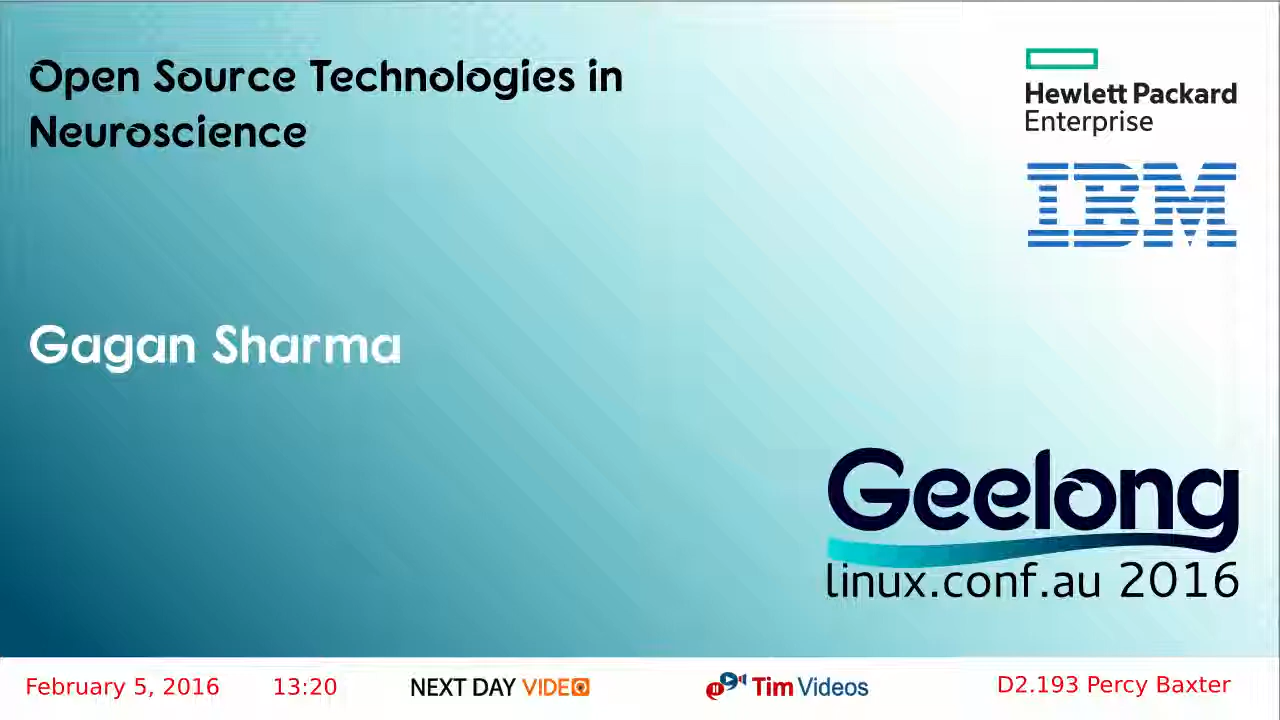 Open Source Technologies in
Neuroscience
Hewlett Packard
Enterprise
IBM
Gagan Sharma
Geelong
linux.conf.au 2016
February 5, 2016 13:20 NEXT DAY VIDEO Tim Videos D2.193 Percy Baxter